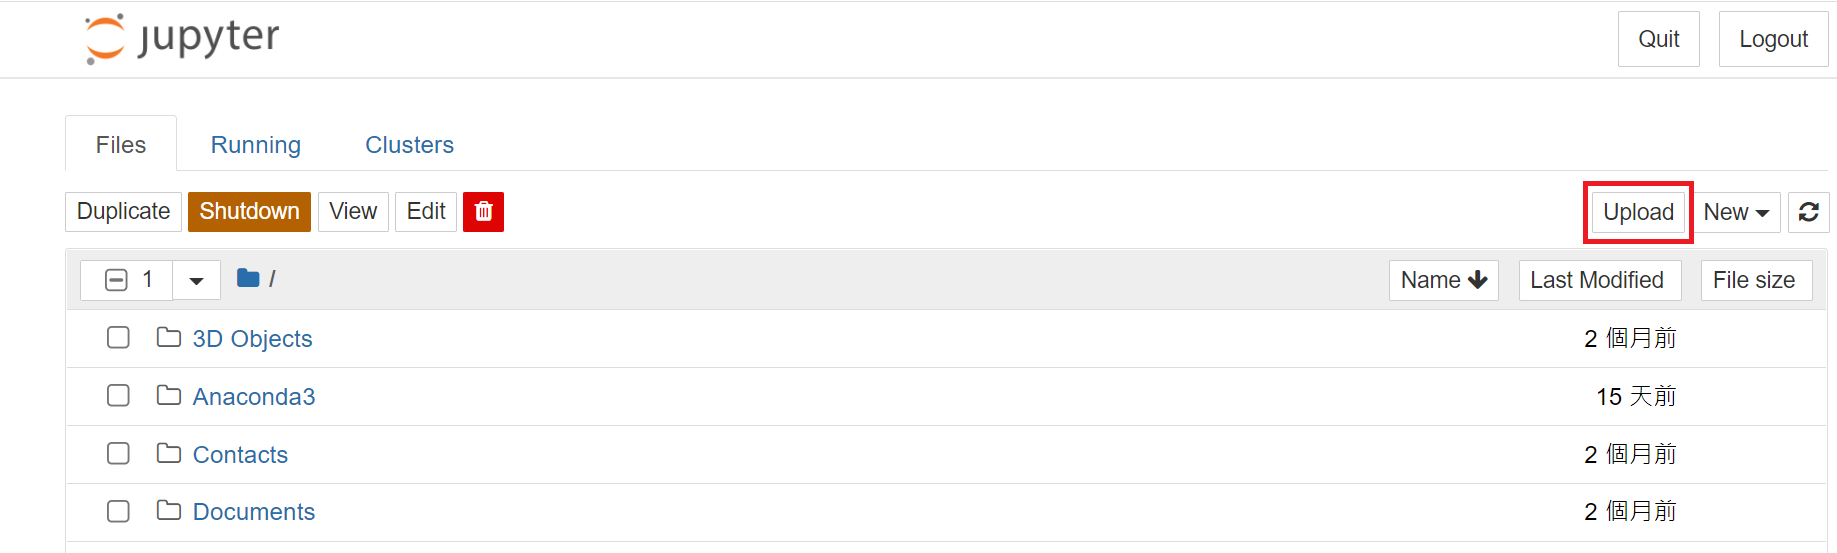 jupyter Quit Logout
Files Running Clusters
Duplicate Shutdown View Edit Upload New
1 / Name Last Modified File size
3D Objects 2 個月前
Anaconda3 15 天前
Contacts 2 個月前
Documents 2 個月前